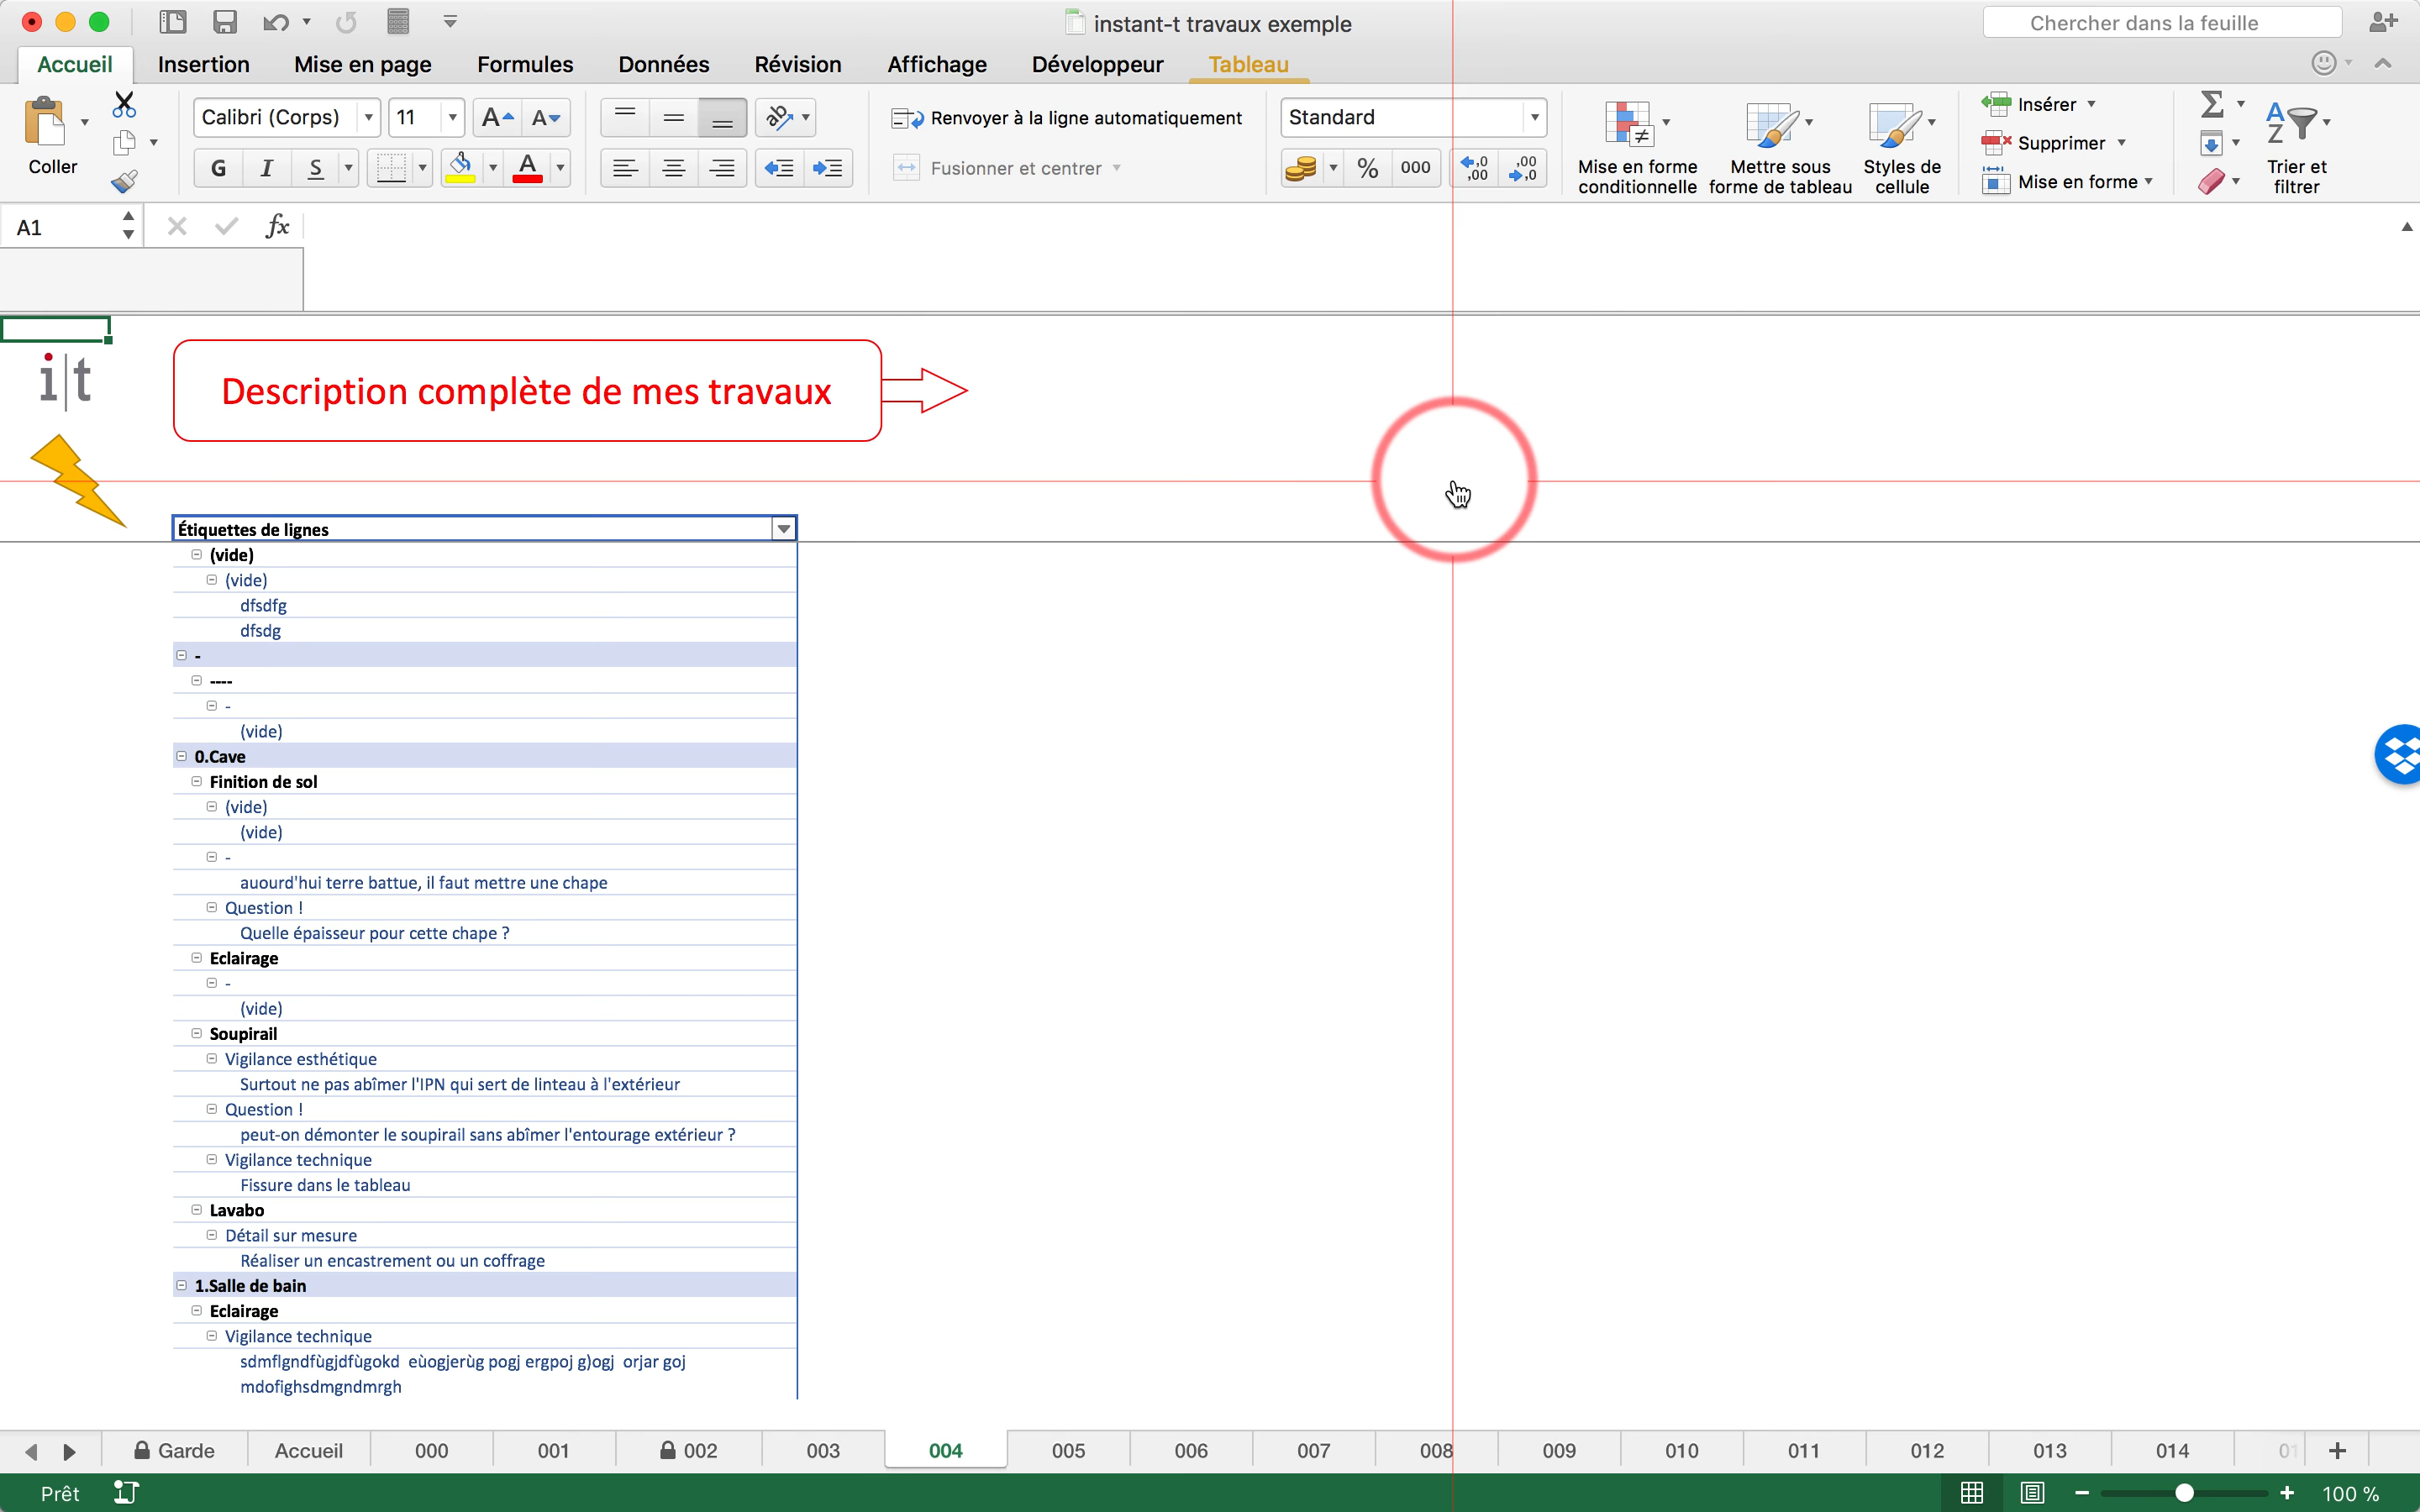 instant-t travaux exemple
Chercher dans la feuille
Accueil Insertion Mise en page Formules Données Révision Affichage Développeur Tableau
Coller
Calibri (Corps) 11
G I S A
Renvoyer à la ligne automatiquement
Fusionner et centrer
Standard
% 000
Mise en forme conditionnelle
Mettre sous forme de tableau
Styles de cellule
Insérer
Supprimer
Mise en forme
Trier et filtrer
A1 fx
i|t
Description complète de mes travaux
Étiquettes de lignes
(vide)
(vide)
dfsdfg
dfsdg
-
----
-
(vide)
0.Cave
Finition de sol
(vide)
(vide)
-
auourd'hui terre battue, il faut mettre une chape
Question !
Quelle épaisseur pour cette chape ?
Eclairage
-
(vide)
Soupirail
Vigilance esthétique
Surtout ne pas abîmer l'IPN qui sert de linteau à l'extérieur
Question !
peut-on démonter le soupirail sans abîmer l'entourage extérieur ?
Vigilance technique
Fissure dans le tableau
Lavabo
Détail sur mesure
Réaliser un encastrement ou un coffrage
1.Salle de bain
Eclairage
Vigilance technique
sdmflgndfùgjdfùgokd eùogjerùg pogj ergpoj g)ogj orjar goj
mdofighsdmgndmrgh
Garde Accueil 000 001 002 003 004 005 006 007 008 009 010 011 012 013 014 01
Prêt 100 %